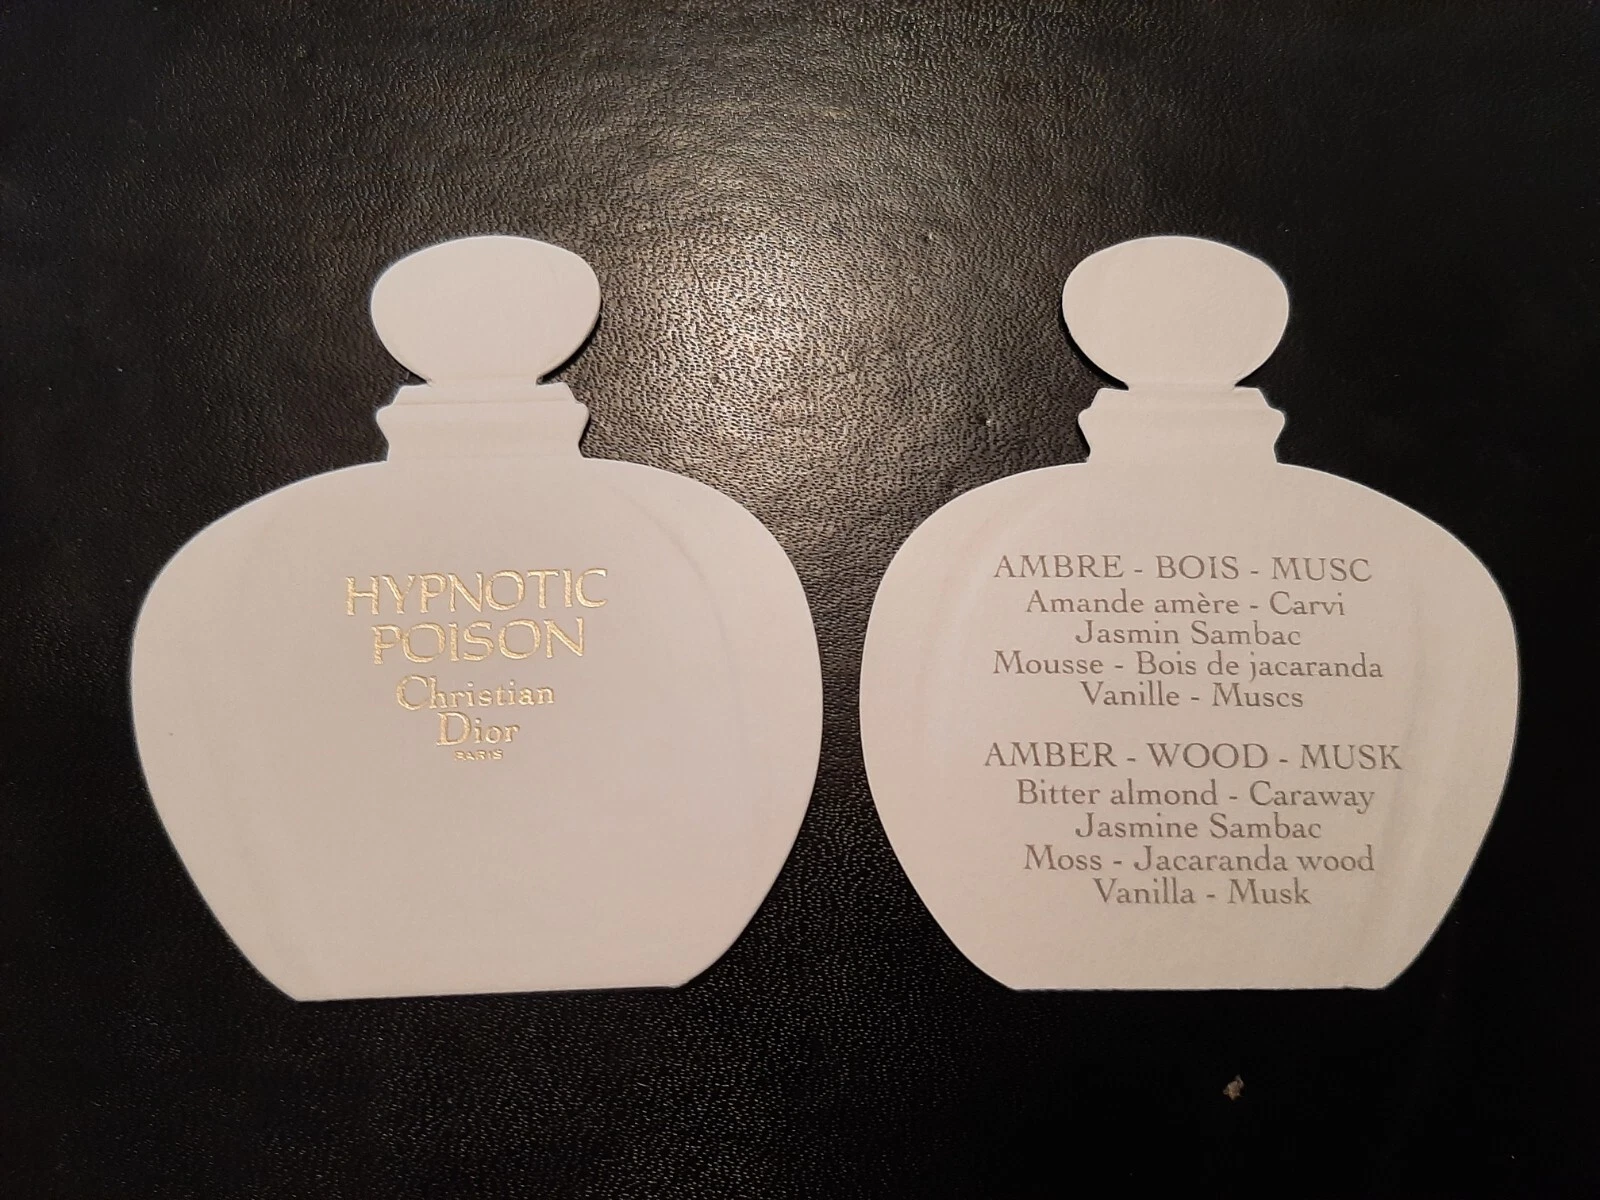 HYPNOTIC
POISON
Christian
Dior
PARIS
AMBRE - BOIS - MUSC
Amande amère - Carvi
Jasmin Sambac
Mousse - Bois de jacaranda
Vanille - Muscs
AMBER - WOOD - MUSK
Bitter almond - Caraway
Jasmine Sambac
Moss - Jacaranda wood
Vanilla - Musk